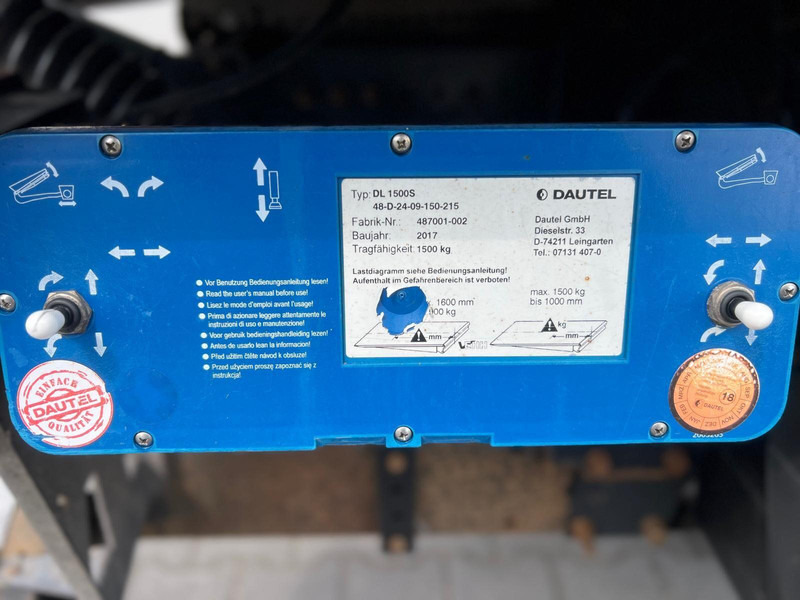 Typ: DL 1500S
48-D-24-09-150-215
Fabrik-Nr.: 487001-002
Baujahr: 2017
Tragfähigkeit: 1500 kg
DAUTEL
Dautel GmbH
Dieselstr. 33
D-74211 Leingarten
Tel.: 07131 407-0
Lastdiagramm siehe Bedienungsanleitung!
Aufenthalt im Gefahrenbereich ist verboten!
1600 mm
00 kg
mm
max. 1500 kg
bis 1000 mm
kg
mm
Vor Benutzung Bedienungsanleitung lesen!
Read the user's manual before use!
Lisez le mode d'emploi avant l'usage!
Prima di azionare leggere attentamente le
instruzioni di uso e manutenzione!
Voor gebruik bedieningshandleiding lezen!
Antes de usarlo lean la informacion!
Před užitím čtěte návod k obsluze!
Przed użyciem proszę zapoznać się z
instrukcja!
EINFACH
DAUTEL
QUALITÄT
18
DAUTEL